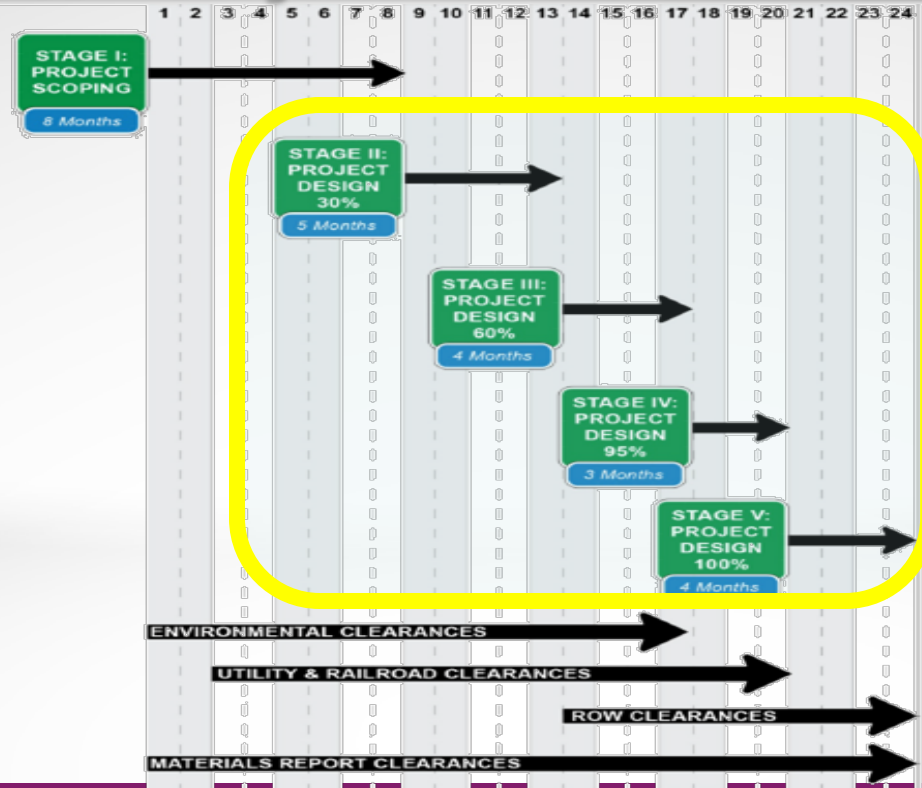 1 2 3 4 5 6 7 8 9 10 11 12 13 14 15 16 17 18 19 20 21 22 23 24
STAGE I:
PROJECT
SCOPING
8 Months
STAGE II:
PROJECT
DESIGN
30%
5 Months
STAGE III:
PROJECT
DESIGN
60%
4 Months
STAGE IV:
PROJECT
DESIGN
95%
3 Months
STAGE V:
PROJECT
DESIGN
100%
4 Months
ENVIRONMENTAL CLEARANCES
UTILITY & RAILROAD CLEARANCES
ROW CLEARANCES
MATERIALS REPORT CLEARANCES